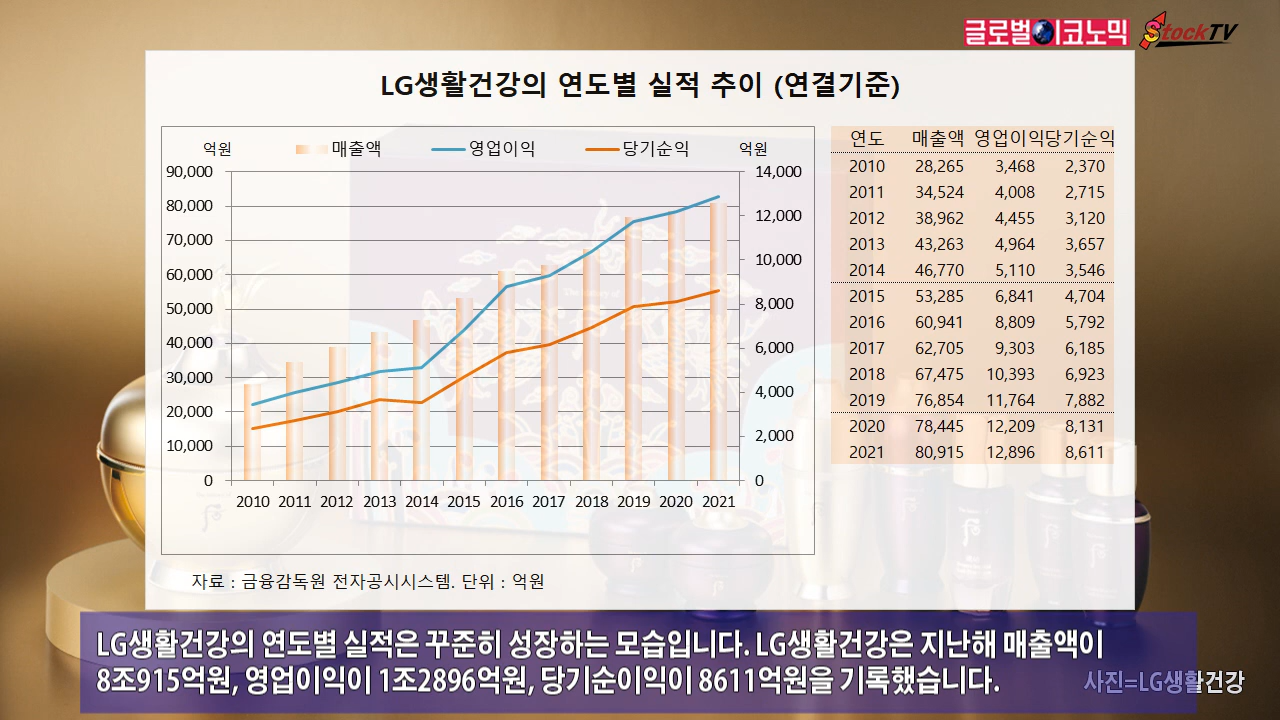 글로벌이코노믹 StockTV
LG생활건강의 연도별 실적 추이 (연결기준)
억원 매출액 영업이익 당기순익 억원
90,000 14,000
80,000 12,000
70,000 10,000
60,000 8,000
50,000 6,000
40,000 4,000
30,000 2,000
20,000 0
10,000
0
2010 2011 2012 2013 2014 2015 2016 2017 2018 2019 2020 2021
연도 매출액 영업이익 당기순익
2010 28,265 3,468 2,370
2011 34,524 4,008 2,715
2012 38,962 4,455 3,120
2013 43,263 4,964 3,657
2014 46,770 5,110 3,546
2015 53,285 6,841 4,704
2016 60,941 8,809 5,792
2017 62,705 9,303 6,185
2018 67,475 10,393 6,923
2019 76,854 11,764 7,882
2020 78,445 12,209 8,131
2021 80,915 12,896 8,611
자료 : 금융감독원 전자공시시스템. 단위 : 억원
LG생활건강의 연도별 실적은 꾸준히 성장하는 모습입니다. LG생활건강은 지난해 매출액이
8조915억원, 영업이익이 1조2896억원, 당기순이익이 8611억원을 기록했습니다.
사진=LG생활건강